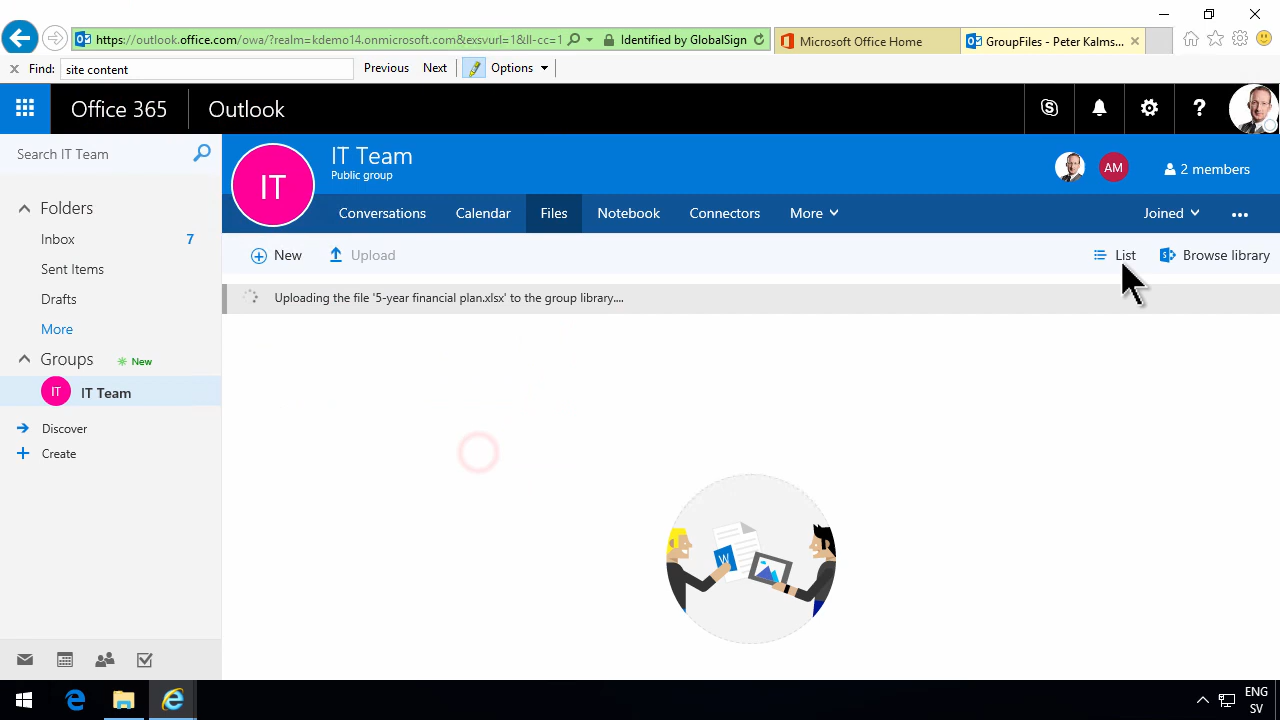 https://outlook.office.com/owa/?realm=kdemo14.onmicrosoft.com&exsvurl=1&ll-cc=1
Identified by GlobalSign
Microsoft Office Home
GroupFiles - Peter Kalms...
Find:
site content
Previous
Next
Options
Office 365
Outlook
?
Search IT Team
IT
IT Team
Public group
AM
2 members
Conversations
Calendar
Files
Notebook
Connectors
More
Joined
Folders
Inbox
7
Sent Items
Drafts
More
Groups
New
IT
IT Team
Discover
Create
New
Upload
List
Browse library
Uploading the file '5-year financial plan.xlsx' to the group library....
W
ENG
SV